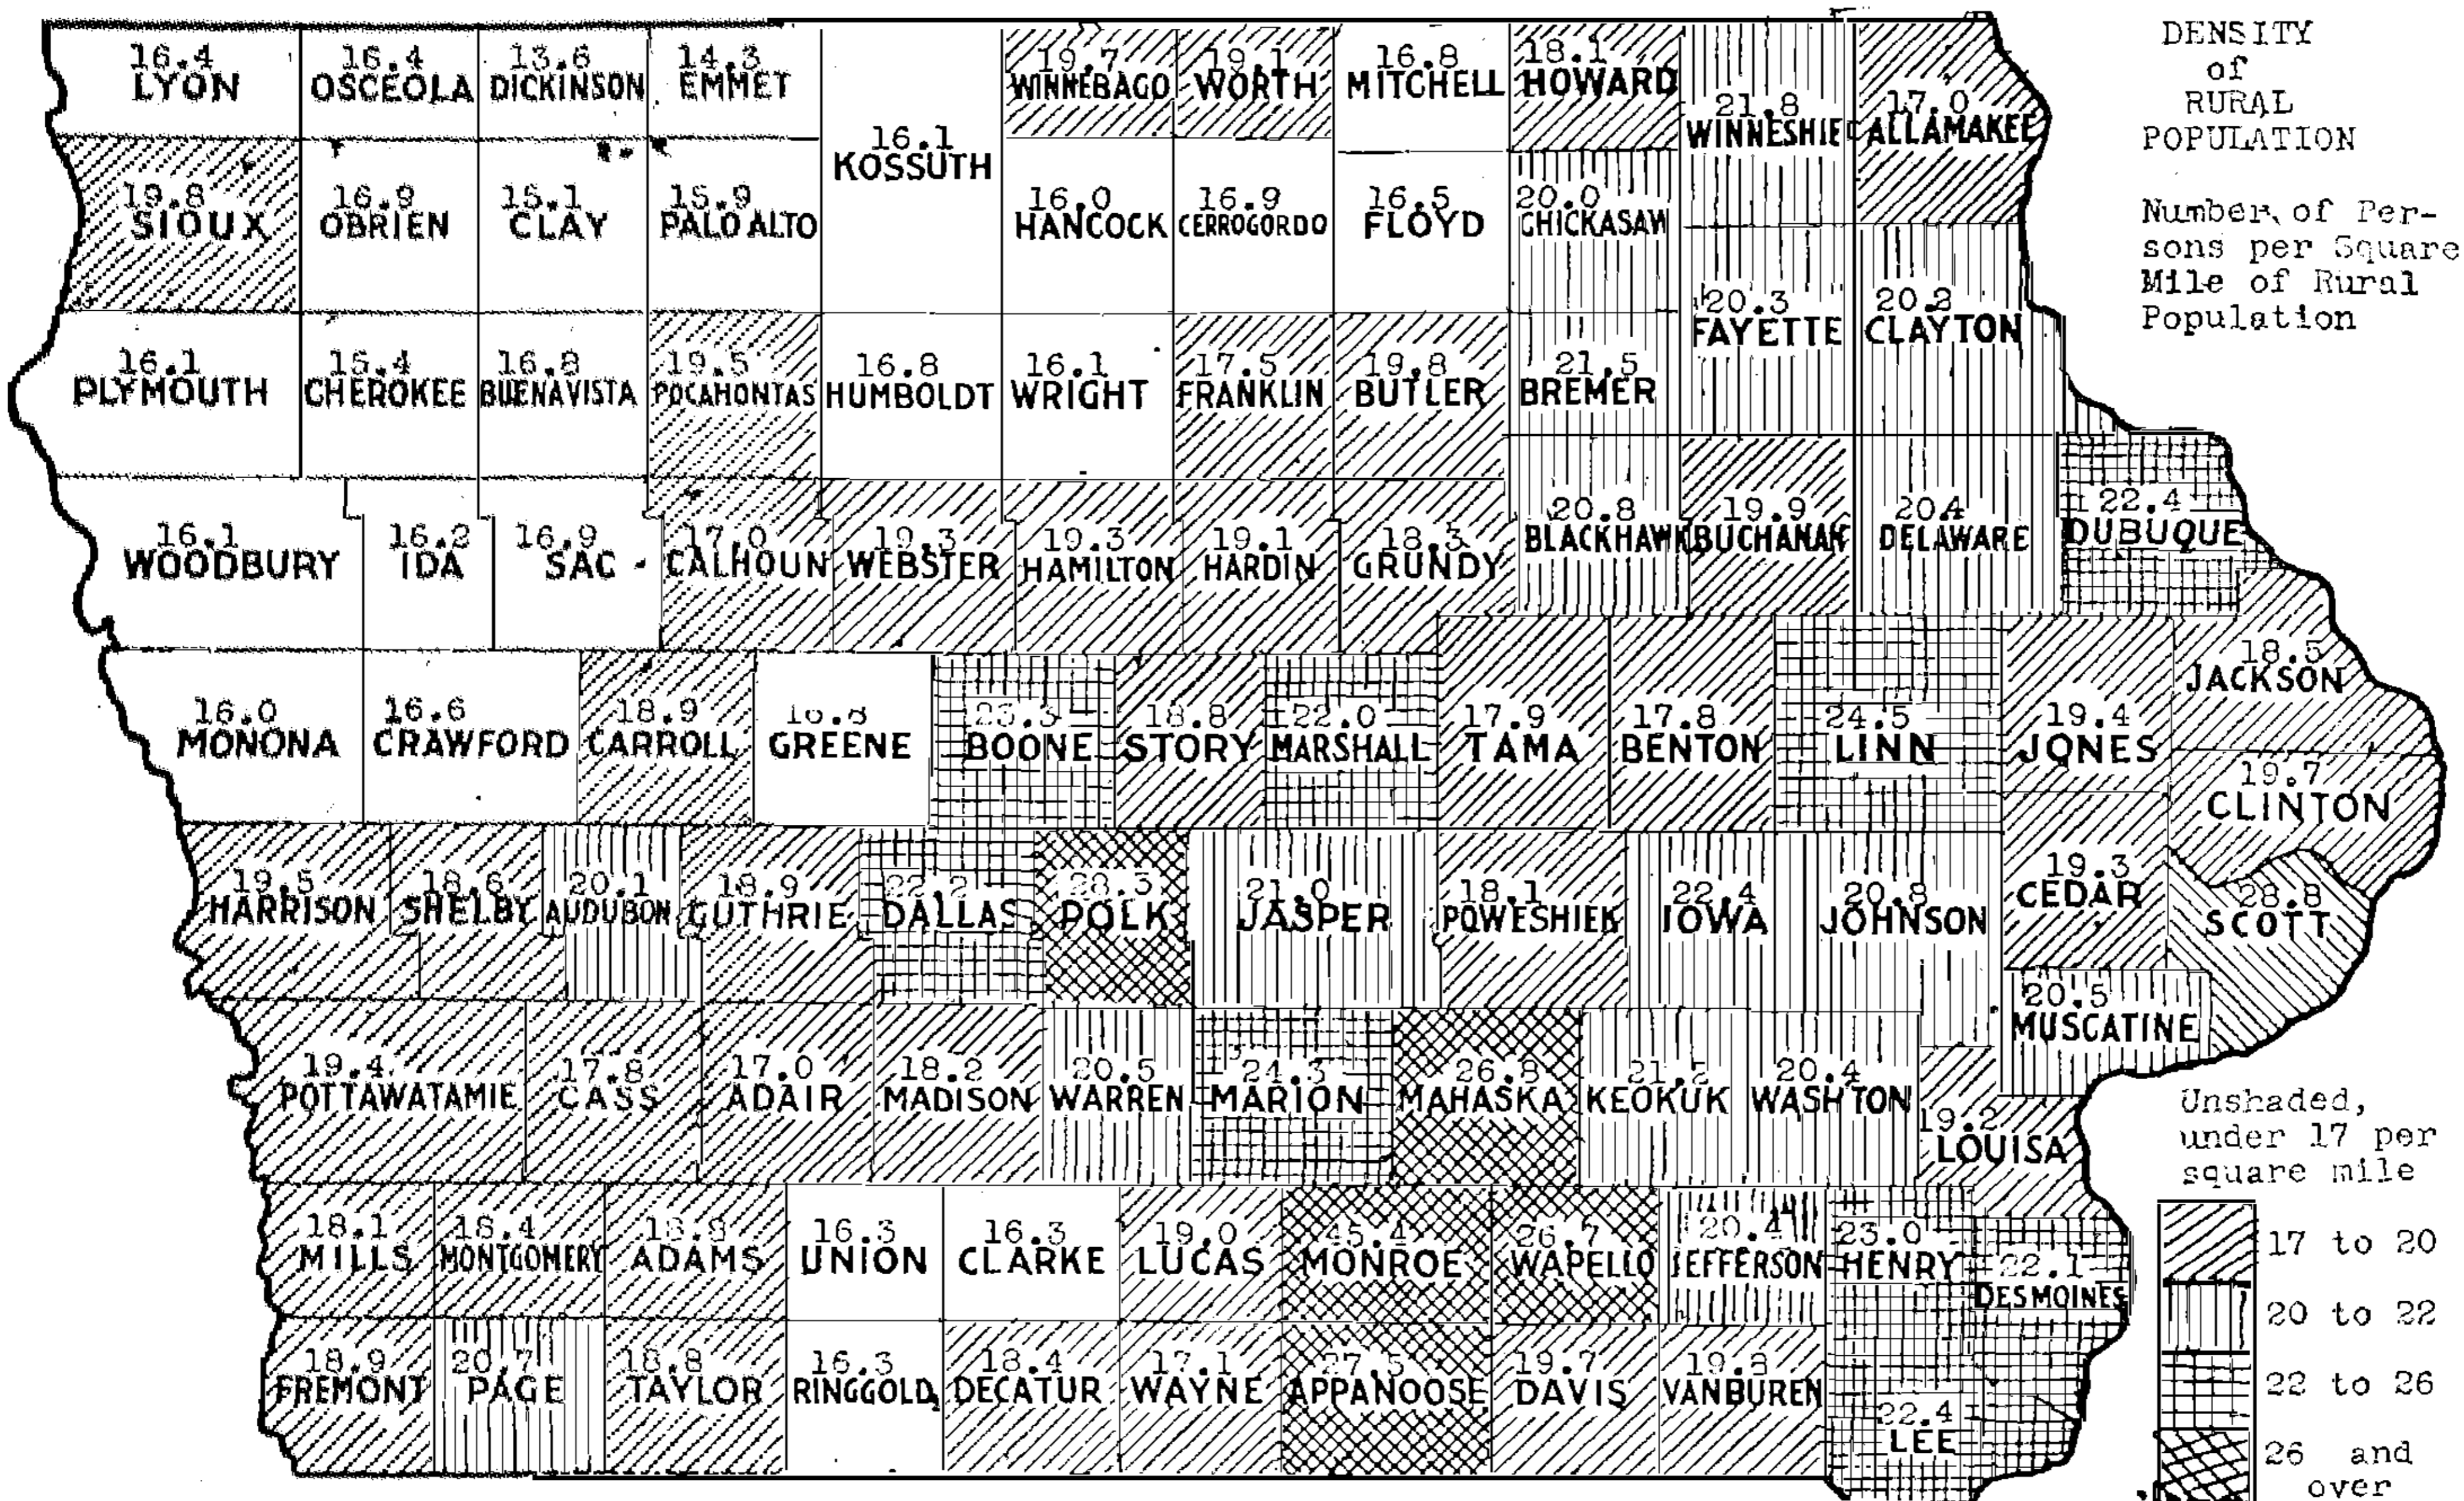 DENSITY
of
RURAL
POPULATION
Number of Per-
sons per Square
Mile of Rural
Population
16.4
LYON
16.4
OSCEOLA
13.6
DICKINSON
14.3
EMMET
16.1
KOSSUTH
19.7
WINNEBAGO
19.1
WORTH
16.8
MITCHELL
18.1
HOWARD
21.8
WINNESHIE
17.0
ALLAMAKEE
19.8
SIOUX
16.9
OBRIEN
15.1
CLAY
15.9
PALO ALTO
16.0
HANCOCK
16.9
CERROGORDO
16.5
FLOYD
20.0
CHICKASAW
20.3
FAYETTE
20.2
CLAYTON
16.1
PLYMOUTH
15.4
CHEROKEE
16.8
BUENAVISTA
19.5
POCAHONTAS
16.8
HUMBOLDT
16.1
WRIGHT
17.5
FRANKLIN
19.8
BUTLER
21.5
BREMER
16.1
WOODBURY
16.2
IDA
16.9
SAC
17.0
CALHOUN
19.3
WEBSTER
19.3
HAMILTON
19.1
HARDIN
18.3
GRUNDY
20.8
BLACKHAWK
19.9
BUCHANAN
20.4
DELAWARE
22.4
DUBUQUE
16.0
MONONA
16.6
CRAWFORD
18.9
CARROLL
16.8
GREENE
BOONE
18.8
STORY
22.0
MARSHALL
17.9
TAMA
17.8
BENTON
24.5
LINN
19.4
JONES
18.5
JACKSON
19.7
CLINTON
19.5
HARRISON
18.6
SHELBY
20.1
AUDUBON
18.9
GUTHRIE
22.2
DALLAS
28.3
POLK
21.0
JASPER
18.1
POWESHIEK
22.4
IOWA
20.8
JOHNSON
19.3
CEDAR
28.8
SCOTT
20.5
MUSCATINE
19.4
POTTAWATAMIE
17.8
CASS
17.0
ADAIR
18.2
MADISON
20.5
WARREN
24.3
MARION
26.8
MAHASKA
21.2
KEOKUK
20.4
WASH'TON
19.2
LOUISA
18.1
MILLS
18.4
MONTGOMERY
18.8
ADAMS
16.3
UNION
16.3
CLARKE
19.0
LUCAS
45.4
MONROE
26.7
WAPELLO
20.4
JEFFERSON
23.0
HENRY
22.1
DESMOINES
18.9
FREMONT
20.7
PAGE
18.8
TAYLOR
16.3
RINGGOLD
18.4
DECATUR
17.1
WAYNE
27.5
APPANOOSE
19.7
DAVIS
19.8
VANBUREN
22.4
LEE
Unshaded,
under 17 per
square mile
17 to 20
20 to 22
22 to 26
26 and
over